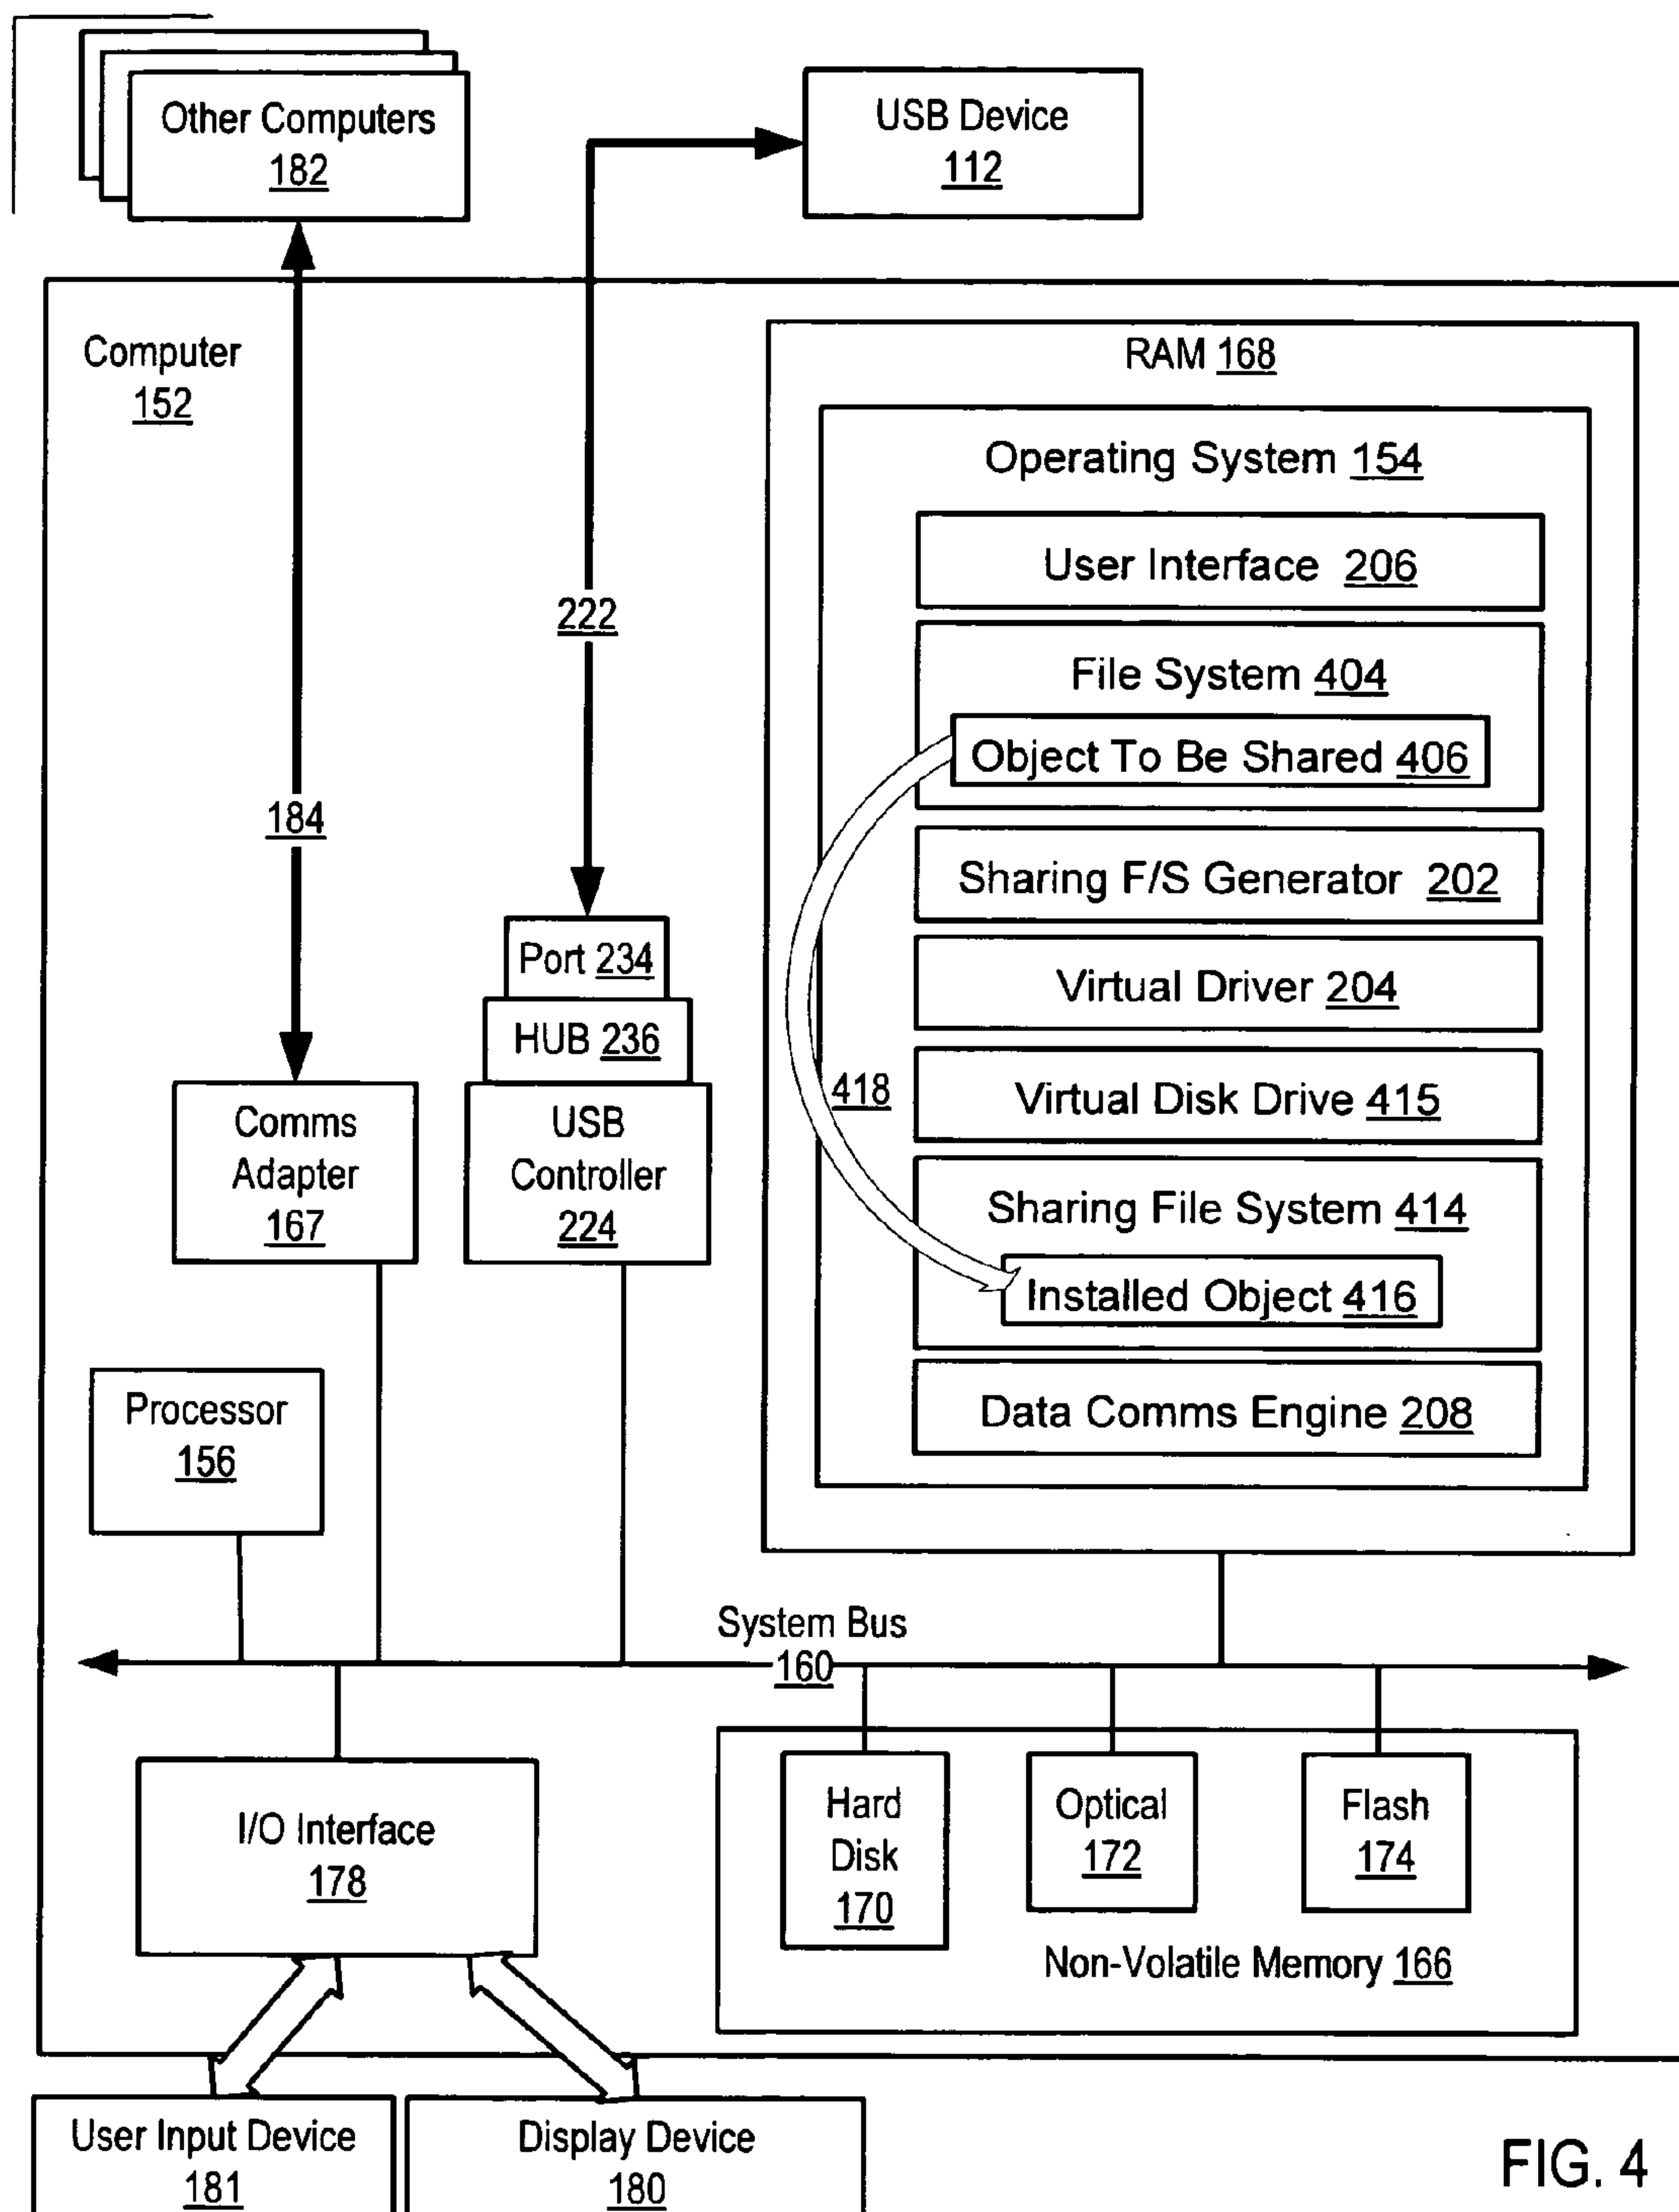 Other Computers
182
USB Device
112
Computer
152
RAM 168
Operating System 154
User Interface 206
File System 404
Object To Be Shared 406
Sharing F/S Generator 202
Virtual Driver 204
Virtual Disk Drive 415
Sharing File System 414
Installed Object 416
Data Comms Engine 208
418
222
184
Port 234
HUB 236
USB
Controller
224
Comms
Adapter
167
Processor
156
System Bus
160
I/O Interface
178
Hard
Disk
170
Optical
172
Flash
174
Non-Volatile Memory 166
User Input Device
181
Display Device
180
FIG. 4